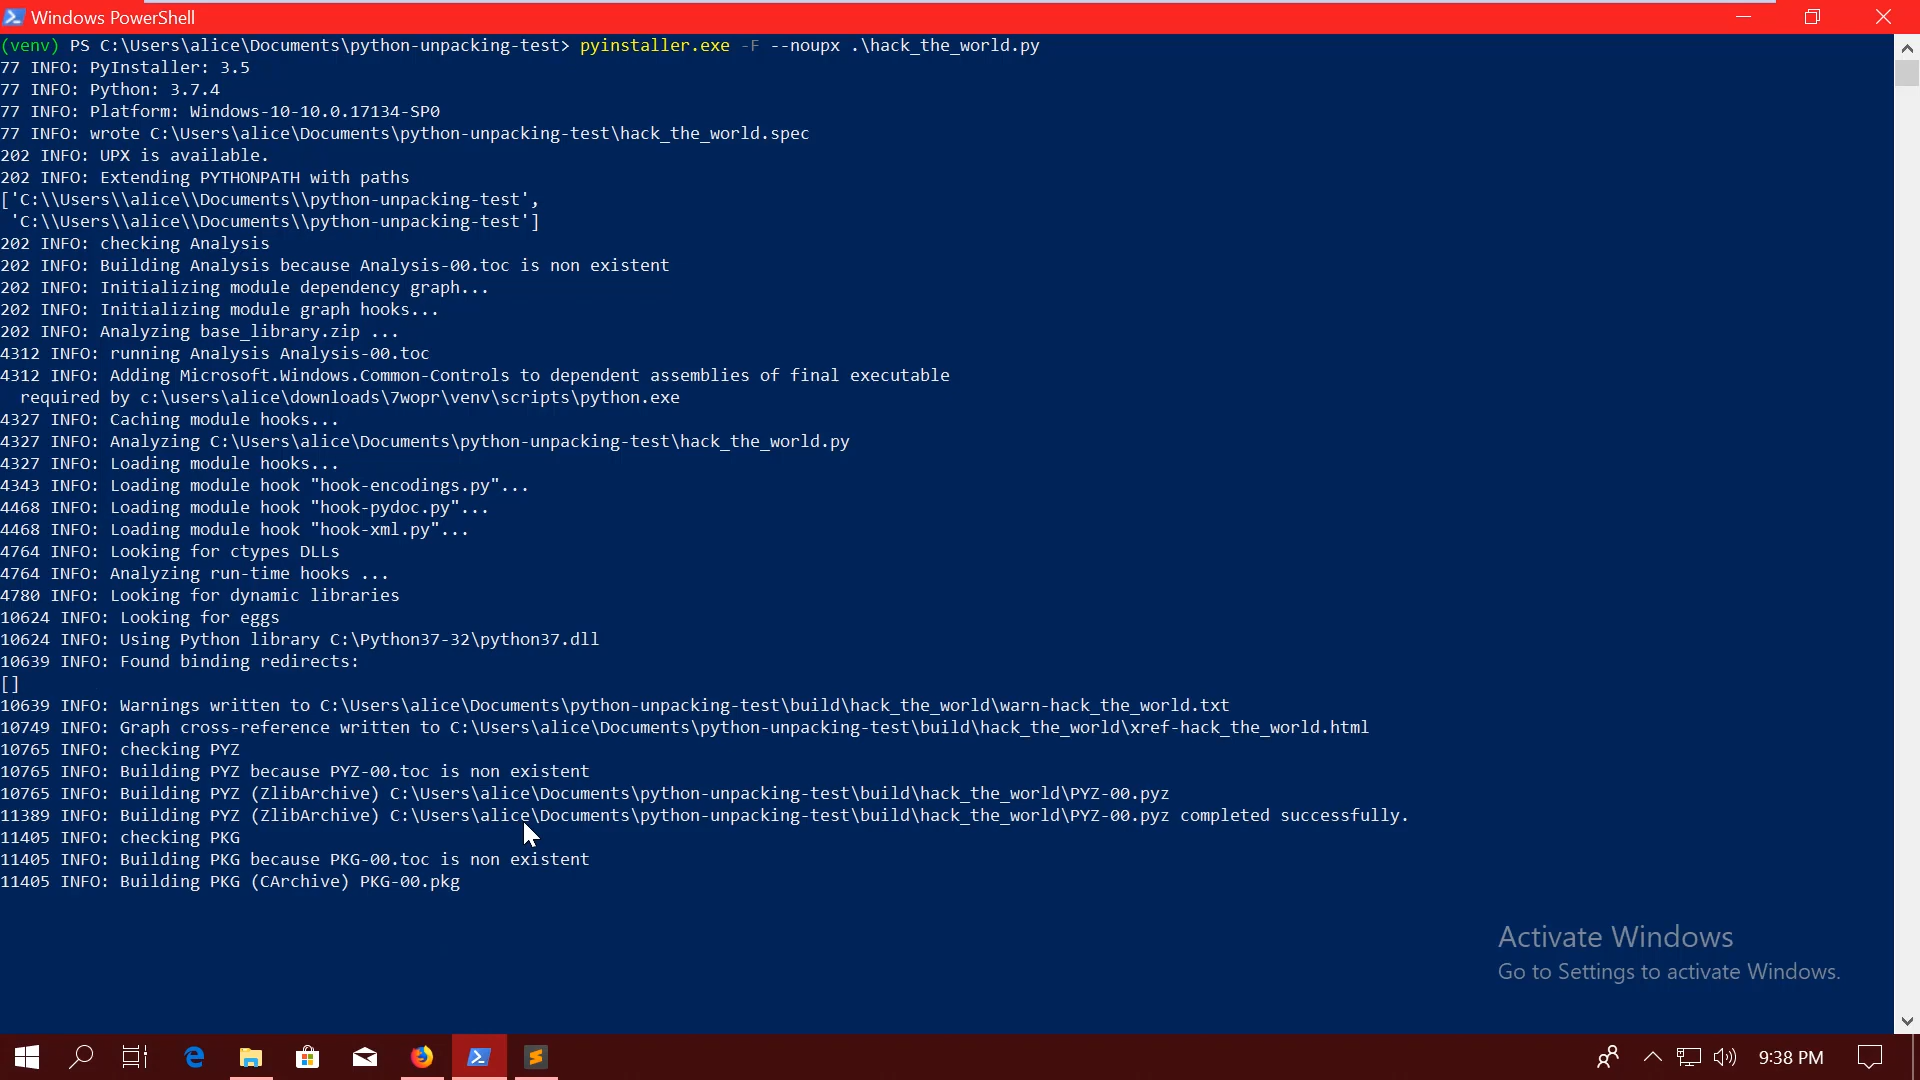 Windows PowerShell
(venv) PS C:\Users\alice\Documents\python-unpacking-test> pyinstaller.exe -F --noupx .\hack_the_world.py
77 INFO: PyInstaller: 3.5
77 INFO: Python: 3.7.4
77 INFO: Platform: Windows-10-10.0.17134-SP0
77 INFO: wrote C:\Users\alice\Documents\python-unpacking-test\hack_the_world.spec
202 INFO: UPX is available.
202 INFO: Extending PYTHONPATH with paths
['C:\\Users\\alice\\Documents\\python-unpacking-test',
 'C:\\Users\\alice\\Documents\\python-unpacking-test']
202 INFO: checking Analysis
202 INFO: Building Analysis because Analysis-00.toc is non existent
202 INFO: Initializing module dependency graph...
202 INFO: Initializing module graph hooks...
202 INFO: Analyzing base_library.zip ...
4312 INFO: running Analysis Analysis-00.toc
4312 INFO: Adding Microsoft.Windows.Common-Controls to dependent assemblies of final executable
  required by c:\users\alice\downloads\7wopr\venv\scripts\python.exe
4327 INFO: Caching module hooks...
4327 INFO: Analyzing C:\Users\alice\Documents\python-unpacking-test\hack_the_world.py
4327 INFO: Loading module hooks...
4343 INFO: Loading module hook "hook-encodings.py"...
4468 INFO: Loading module hook "hook-pydoc.py"...
4468 INFO: Loading module hook "hook-xml.py"...
4764 INFO: Looking for ctypes DLLs
4764 INFO: Analyzing run-time hooks ...
4780 INFO: Looking for dynamic libraries
10624 INFO: Looking for eggs
10624 INFO: Using Python library C:\Python37-32\python37.dll
10639 INFO: Found binding redirects:
[]
10639 INFO: Warnings written to C:\Users\alice\Documents\python-unpacking-test\build\hack_the_world\warn-hack_the_world.txt
10749 INFO: Graph cross-reference written to C:\Users\alice\Documents\python-unpacking-test\build\hack_the_world\xref-hack_the_world.html
10765 INFO: checking PYZ
10765 INFO: Building PYZ because PYZ-00.toc is non existent
10765 INFO: Building PYZ (ZlibArchive) C:\Users\alice\Documents\python-unpacking-test\build\hack_the_world\PYZ-00.pyz
11389 INFO: Building PYZ (ZlibArchive) C:\Users\alice\Documents\python-unpacking-test\build\hack_the_world\PYZ-00.pyz completed successfully.
11405 INFO: checking PKG
11405 INFO: Building PKG because PKG-00.toc is non existent
11405 INFO: Building PKG (CArchive) PKG-00.pkg
Activate Windows
Go to Settings to activate Windows.
9:38 PM